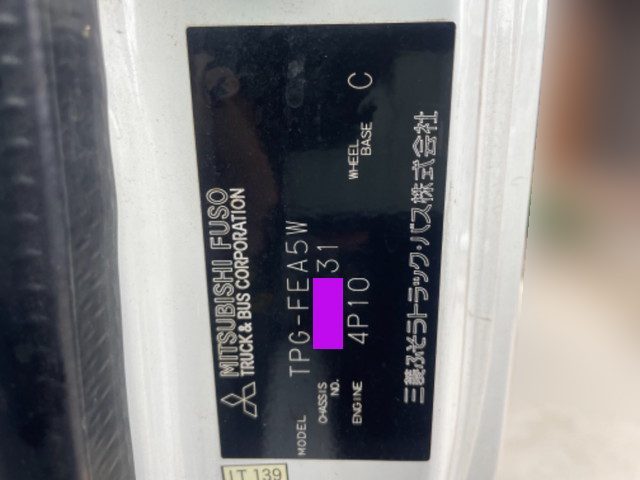 MITSUBISHI FUSO
TRUCK & BUS CORPORATION
MODEL TPG-FEA5W
CHASSIS NO. 31
ENGINE 4P10
WHEEL BASE C
三菱ふそうトラック・バス株式会社
LT 139